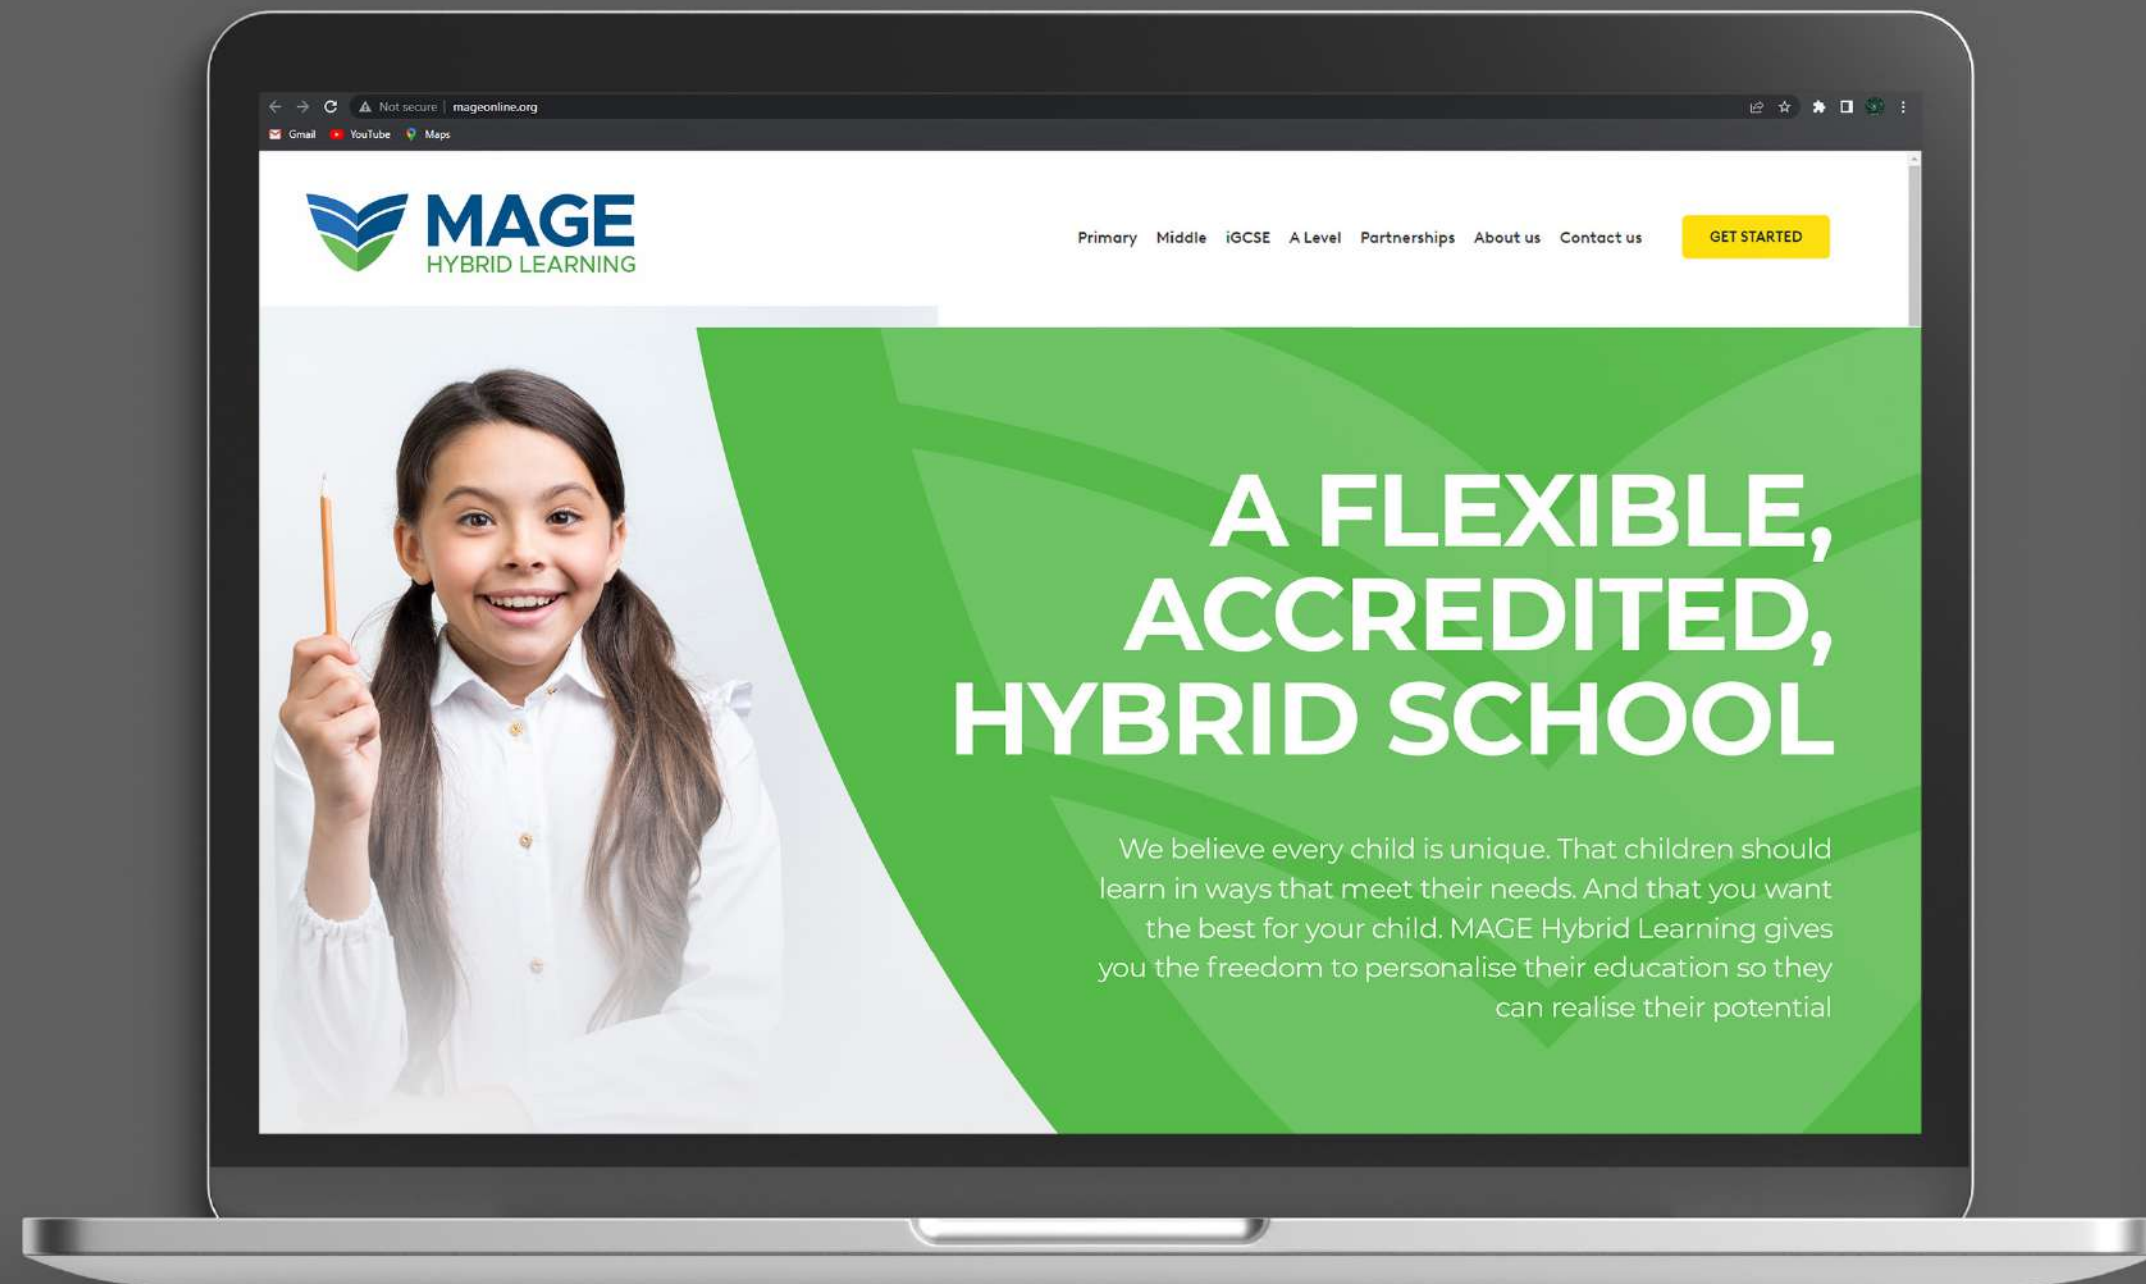 Not secure | mageonline.org
Gmail YouTube Maps
MAGE
HYBRID LEARNING
Primary Middle iGCSE A Level Partnerships About us Contact us GET STARTED
A FLEXIBLE,
ACCREDITED,
HYBRID SCHOOL
We believe every child is unique. That children should
learn in ways that meet their needs. And that you want
the best for your child. MAGE Hybrid Learning gives
you the freedom to personalise their education so they
can realise their potential